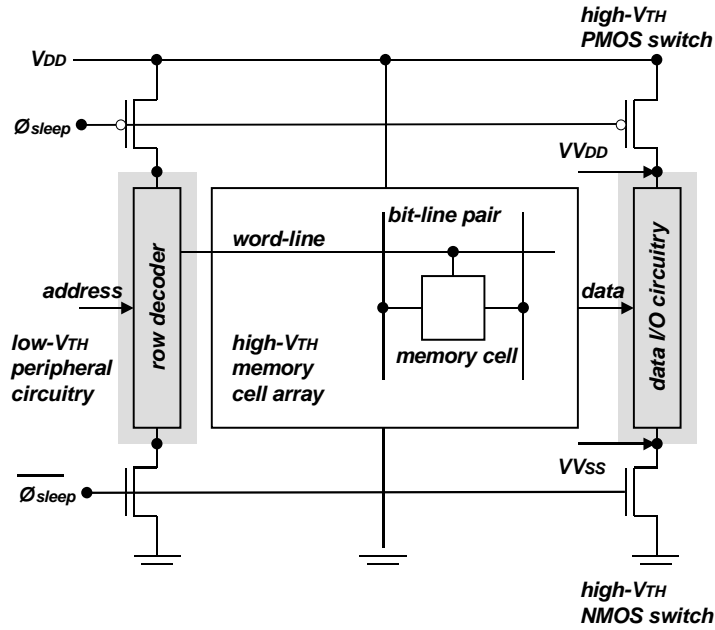 high-VTH
PMOS switch
VDD
Øsleep
VVDD
bit-line pair
word-line
row decoder
data I/O circuitry
address
data
low-VTH
peripheral
circuitry
high-VTH
memory
cell array
memory cell
VVSS
Øsleep
high-VTH
NMOS switch